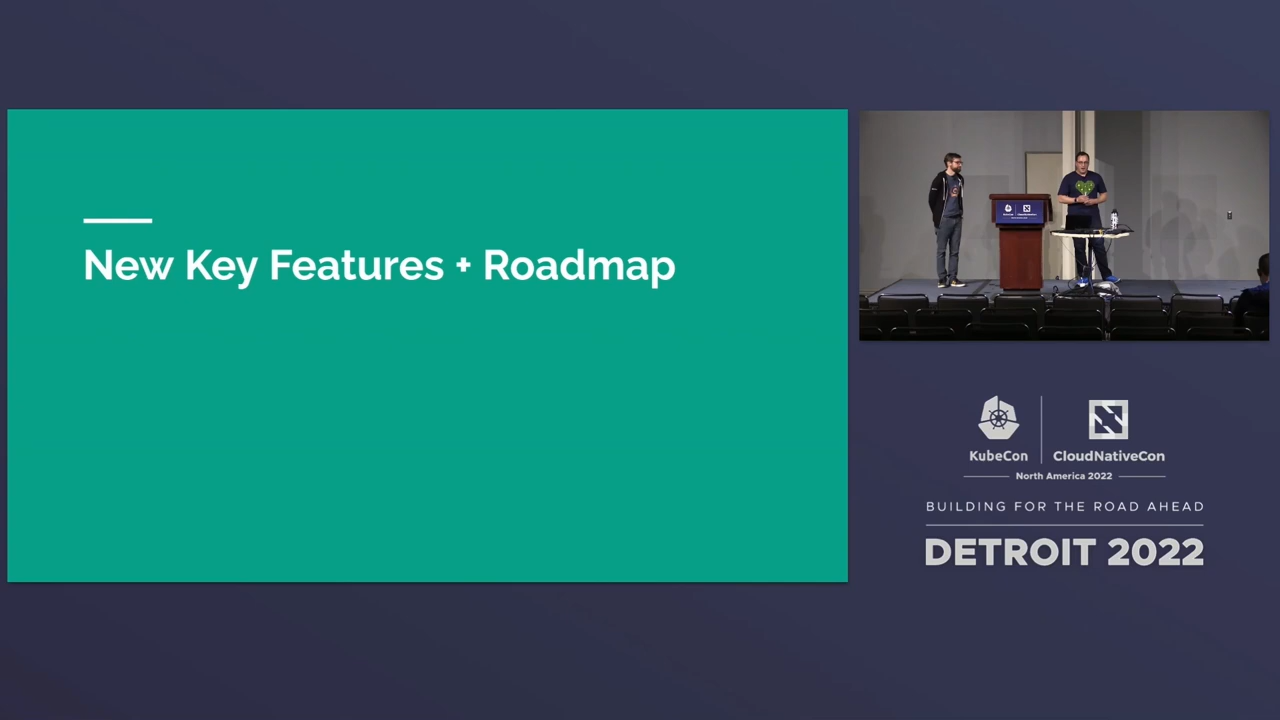 New Key Features + Roadmap
KubeCon
CloudNativeCon
North America 2022
BUILDING FOR THE ROAD AHEAD
DETROIT 2022